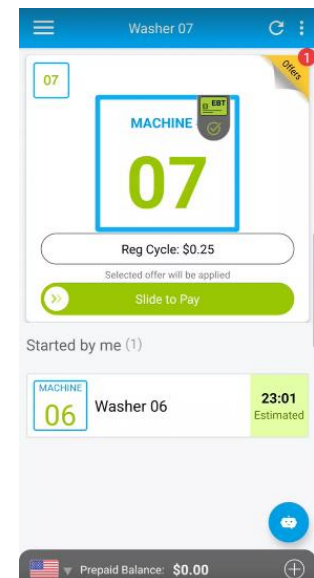 Washer 07
1
Offers
07
EBT
MACHINE
07
Reg Cycle: $0.25
Selected offer will be applied
Slide to Pay
Started by me (1)
MACHINE
06
Washer 06
23:01
Estimated
Prepaid Balance: $0.00